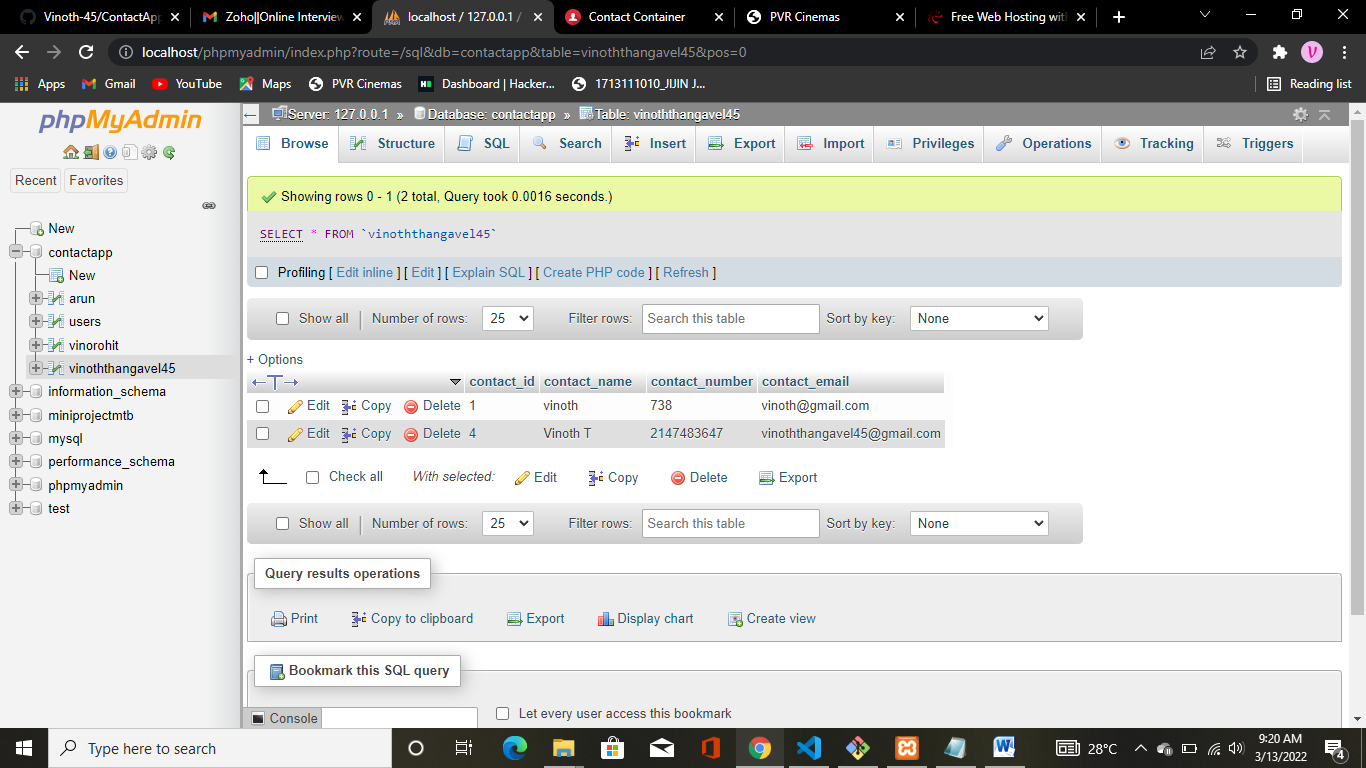 Vinoth-45/ContactApp Zoho||Online Interview localhost / 127.0.0.1 / Contact Container PVR Cinemas Free Web Hosting with
localhost/phpmyadmin/index.php?route=/sql&db=contactapp&table=vinoththangavel45&pos=0 V
Apps Gmail YouTube Maps PVR Cinemas Dashboard | Hacker... 1713111010_JIJIN J... Reading list
phpMyAdmin
Recent Favorites
New
contactapp
New
arun
users
vinorohit
vinoththangavel45
information_schema
miniprojectmtb
mysql
performance_schema
phpmyadmin
test
Server: 127.0.0.1 » Database: contactapp » Table: vinoththangavel45
Browse Structure SQL Search Insert Export Import Privileges Operations Tracking Triggers
Showing rows 0 - 1 (2 total, Query took 0.0016 seconds.)
SELECT * FROM `vinoththangavel45`
Profiling [ Edit inline ] [ Edit ] [ Explain SQL ] [ Create PHP code ] [ Refresh ]
Show all Number of rows: 25 Filter rows: Search this table Sort by key: None
+ Options
←T→ contact_id contact_name contact_number contact_email
Edit Copy Delete 1 vinoth 738 vinoth@gmail.com
Edit Copy Delete 4 Vinoth T 2147483647 vinoththangavel45@gmail.com
Check all With selected: Edit Copy Delete Export
Show all Number of rows: 25 Filter rows: Search this table Sort by key: None
Query results operations
Print Copy to clipboard Export Display chart Create view
Bookmark this SQL query
Console Let every user access this bookmark
Type here to search 28°C 9:20 AM
3/13/2022 4